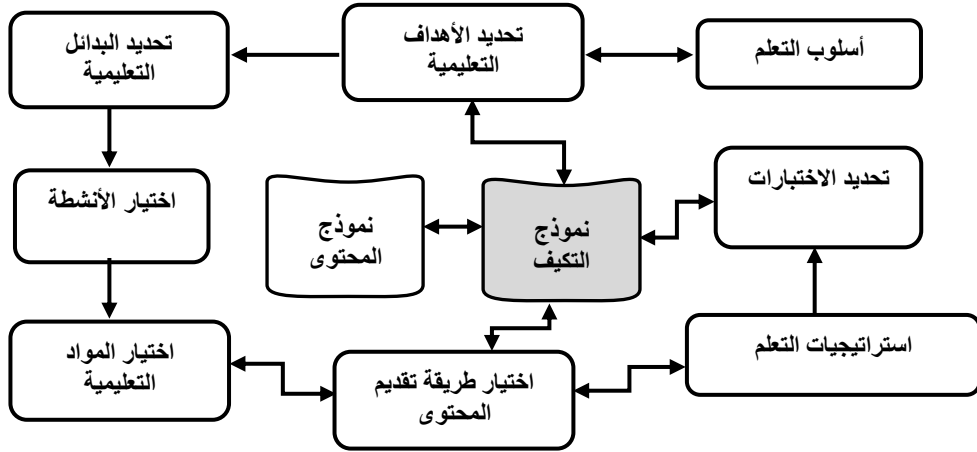 أسلوب التعلم
تحديد الأهداف
التعليمية
تحديد البدائل
التعليمية
تحديد الاختبارات
نموذج
التكيف
نموذج
المحتوى
اختيار الأنشطة
استراتيجيات التعلم
اختيار طريقة تقديم
المحتوى
اختيار المواد
التعليمية